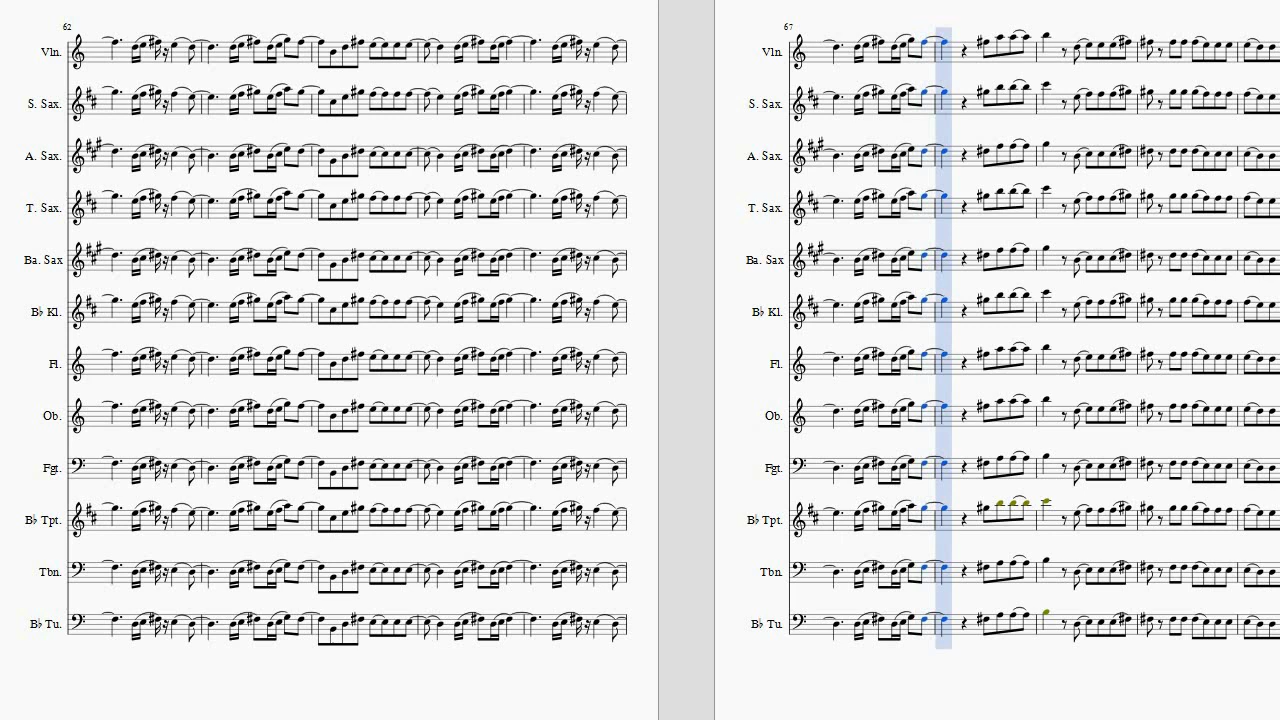 62
Vln.
S. Sax.
A. Sax.
T. Sax.
Ba. Sax
B♭ Kl.
Fl.
Ob.
Fgt.
B♭ Tpt.
Tbn.
B♭ Tu.
67
Vln.
S. Sax.
A. Sax.
T. Sax.
Ba. Sax
B♭ Kl.
Fl.
Ob.
Fgt.
B♭ Tpt.
Tbn.
B♭ Tu.